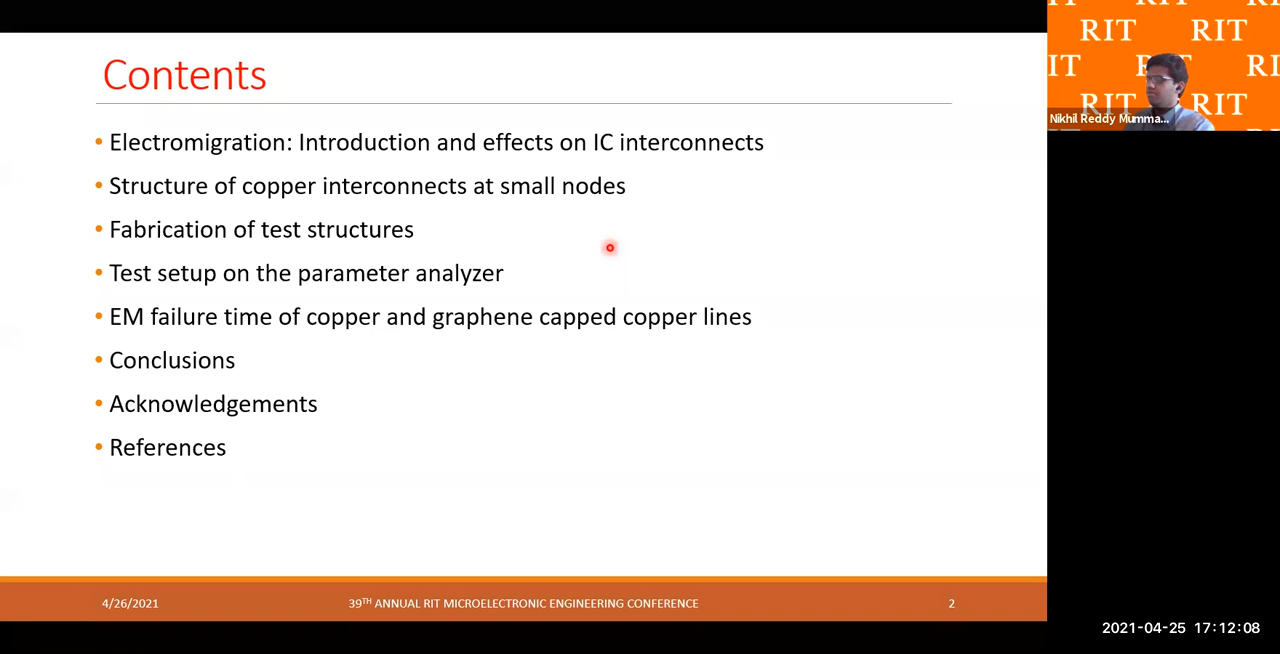 Contents
• Electromigration: Introduction and effects on IC interconnects
• Structure of copper interconnects at small nodes
• Fabrication of test structures
• Test setup on the parameter analyzer
• EM failure time of copper and graphene capped copper lines
• Conclusions
• Acknowledgements
• References
4/26/2021
39TH ANNUAL RIT MICROELECTRONIC ENGINEERING CONFERENCE
2
RIT RIT
RIT RIT
Nikhil Reddy Mumma...
2021-04-25 17:12:08